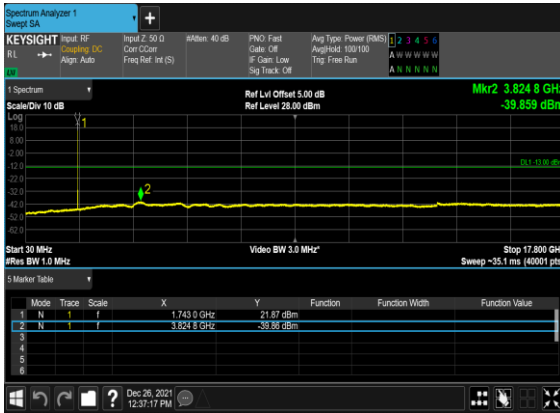 Spectrum Analyzer 1
Swept SA
+
KEYSIGHT Input: RF Input Z: 50 Ω #Atten: 40 dB PNO: Fast Avg Type: Power (RMS) 1 2 3 4 5 6
RL Coupling: DC Corr CCorr Gate: Off Avg|Hold: 100/100 A W W W W W
Align: Auto Freq Ref: Int (S) IF Gain: Low Trig: Free Run
Sig Track: Off A N N N N N
1 Spectrum Ref Lvl Offset 5.00 dB Mkr2 3.824 8 GHz
Scale/Div 10 dB Ref Level 28.00 dBm -39.859 dBm
Log
18.0
8.00
-2.00
-12.0
-22.0
-32.0
-42.0
-52.0
-62.0
1
2
DL1 -13.00 dBm
Start 30 MHz Video BW 3.0 MHz* Stop 17.800 GHz
#Res BW 1.0 MHz Sweep ~35.1 ms (40001 pts)
5 Marker Table
Mode Trace Scale X Y Function Function Width Function Value
1 N 1 f 1.743 0 GHz 21.87 dBm
2 N 1 f 3.824 8 GHz -39.86 dBm
3
4
5
6
? Dec 26, 2021
12:37:17 PM